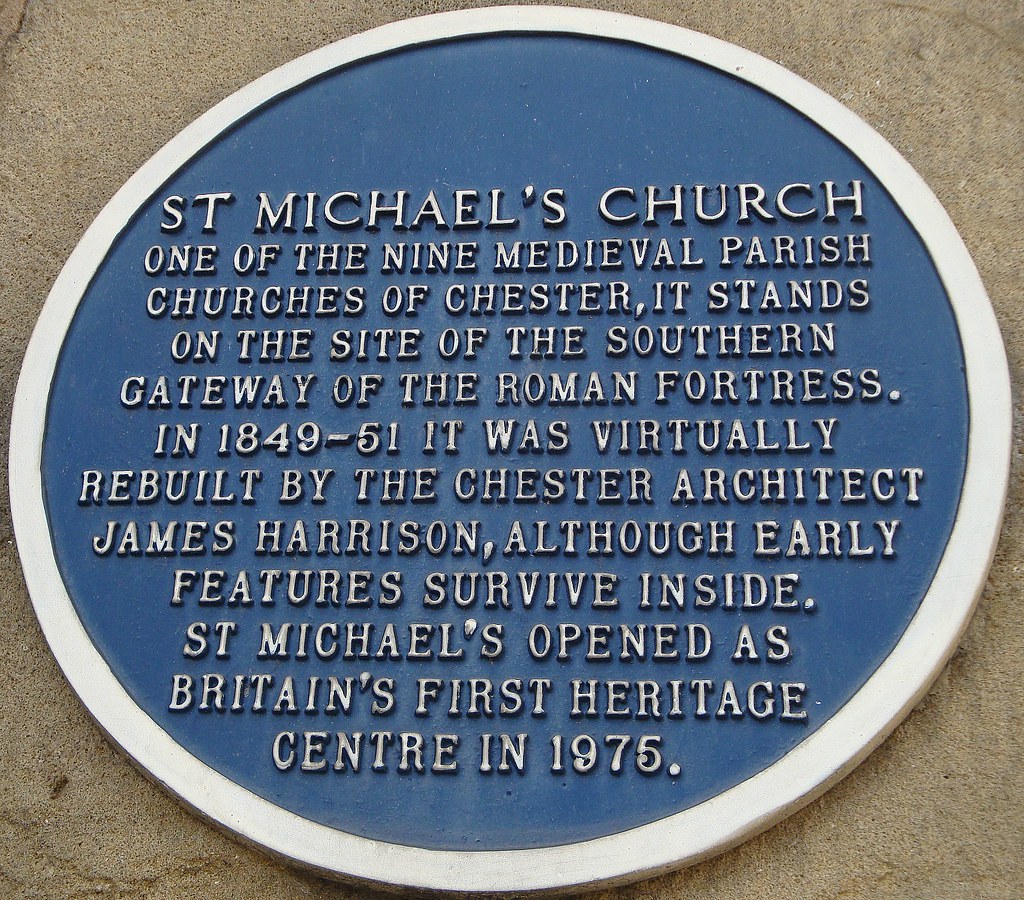 ST MICHAEL'S CHURCH
ONE OF THE NINE MEDIEVAL PARISH
CHURCHES OF CHESTER, IT STANDS
ON THE SITE OF THE SOUTHERN
GATEWAY OF THE ROMAN FORTRESS.
IN 1849-51 IT WAS VIRTUALLY
REBUILT BY THE CHESTER ARCHITECT
JAMES HARRISON, ALTHOUGH EARLY
FEATURES SURVIVE INSIDE.
ST MICHAEL'S OPENED AS
BRITAIN'S FIRST HERITAGE
CENTRE IN 1975.